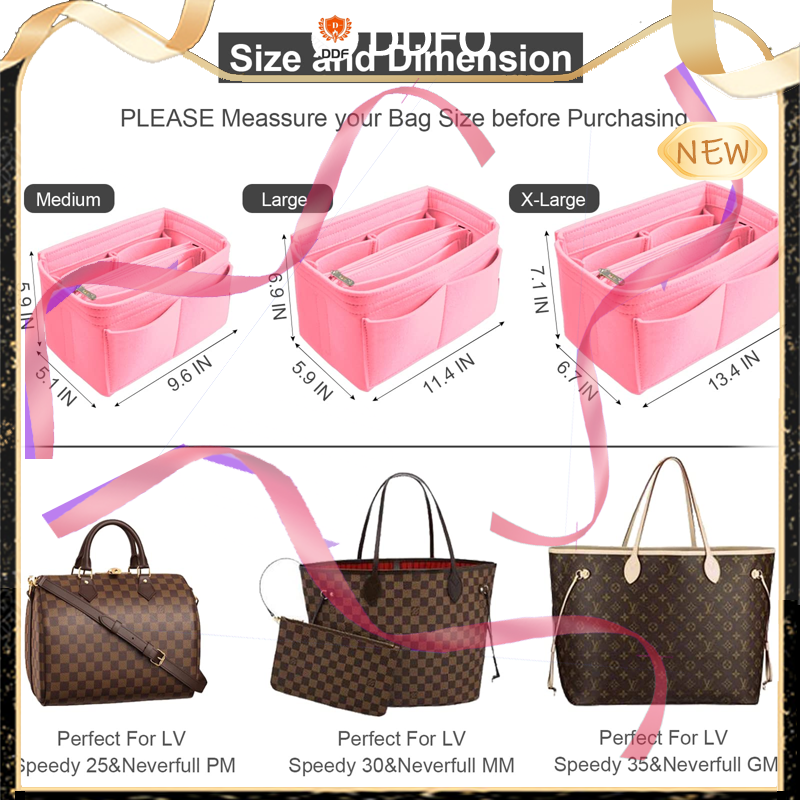 DDFO
DDF
Size and Dimension
PLEASE Meassure your Bag Size before Purchasing
NEW
Medium
Large
X-Large
5.9 IN
5.1 IN
9.6 IN
6.9 IN
5.9 IN
11.4 IN
7.1 IN
6.7 IN
13.4 IN
Perfect For LV
Speedy 25&Neverfull PM
Perfect For LV
Speedy 30&Neverfull MM
Perfect For LV
Speedy 35&Neverfull GM